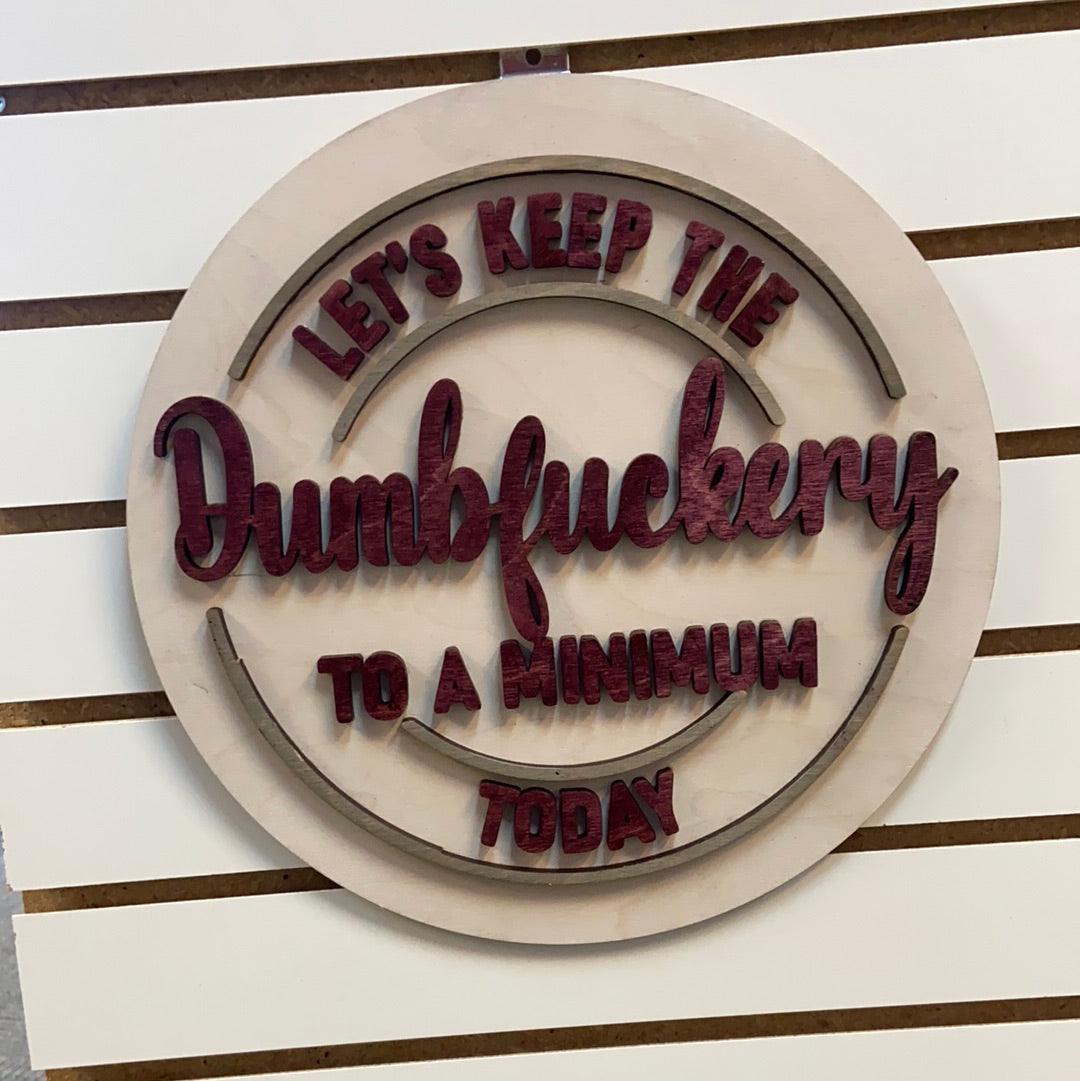 LET'S KEEP THE
Dumbfuckery
TO A MINIMUM
TODAY